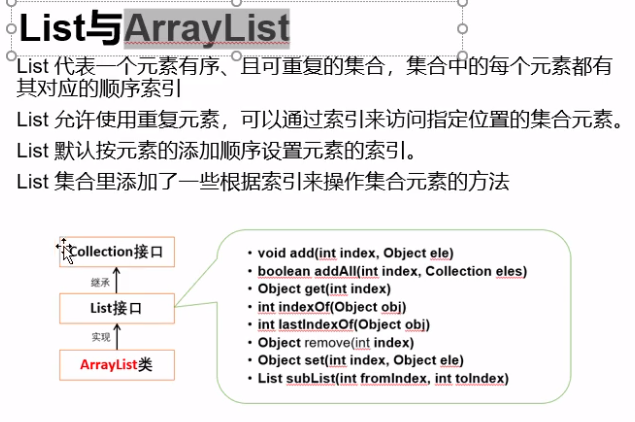 List与ArrayList
List 代表一个元素有序、且可重复的集合，集合中的每个元素都有
其对应的顺序索引
List 允许使用重复元素，可以通过索引来访问指定位置的集合元素。
List 默认按元素的添加顺序设置元素的索引。
List 集合里添加了一些根据索引来操作集合元素的方法
Collection接口
继承
List接口
实现
ArrayList类
• void add(int index, Object ele)
• boolean addAll(int index, Collection eles)
• Object get(int index)
• int indexOf(Object obj)
• int lastIndexOf(Object obj)
• Object remove(int index)
• Object set(int index, Object ele)
• List subList(int fromIndex, int toIndex)